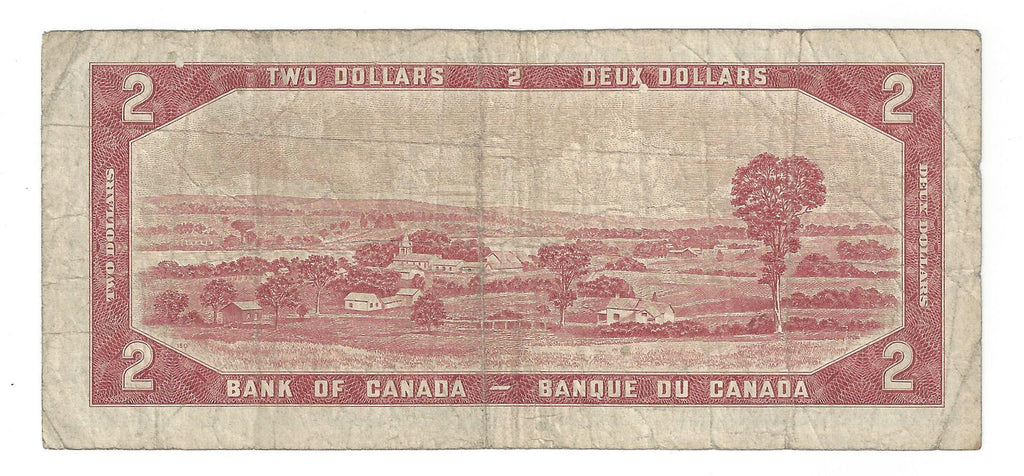 2 TWO DOLLARS 2 DEUX DOLLARS 2
TWO DOLLARS
DEUX DOLLARS
2 BANK OF CANADA — BANQUE DU CANADA 2